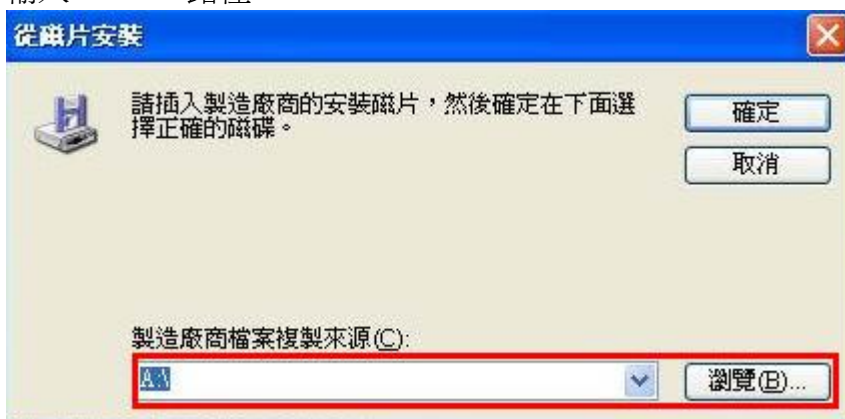 從磁片安裝
請插入製造廠商的安裝磁片，然後確定在下面選
擇正確的磁碟。
確定
取消
製造廠商檔案複製來源(C):
A:\
瀏覽(B)...